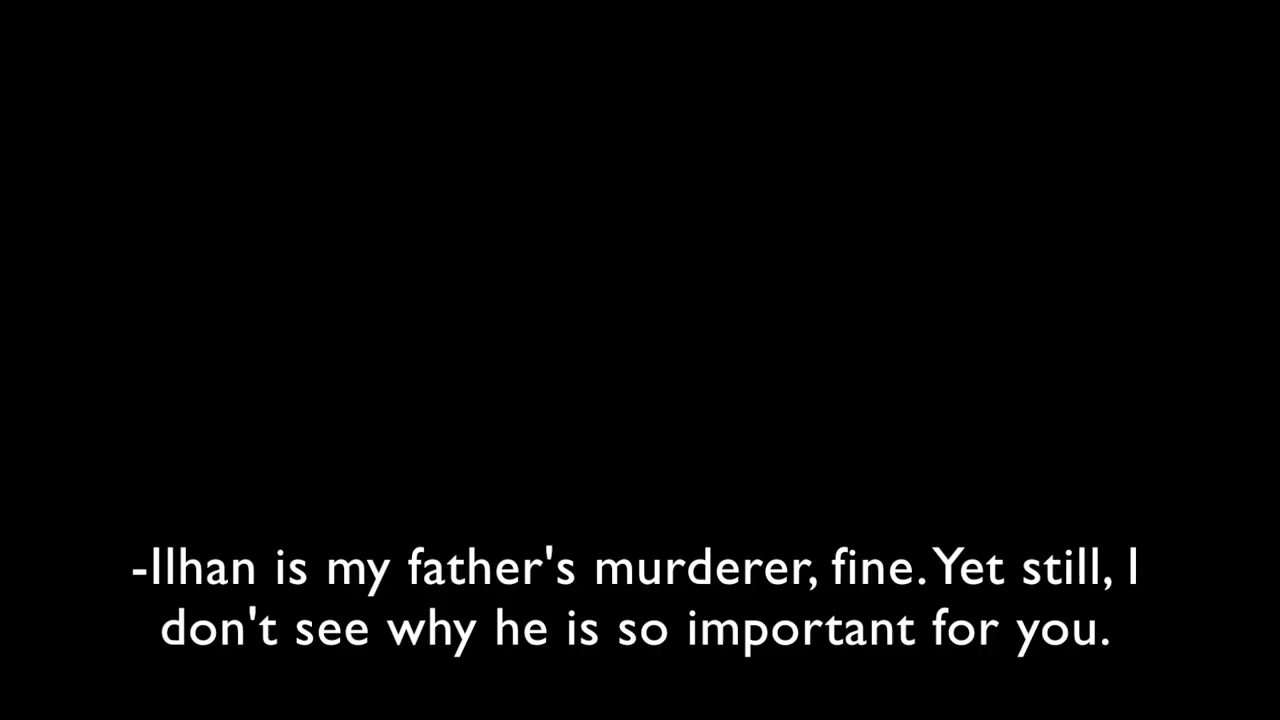 -Ilhan is my father's murderer, fine. Yet still, I
don't see why he is so important for you.